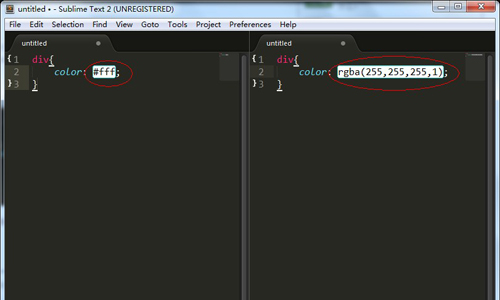 untitled • - Sublime Text 2 (UNREGISTERED)
File Edit Selection Find View Goto Tools Project Preferences Help
untitled
{ 1 div{
2 color: #fff;
} 3 }
untitled
{ 1 div{
2 color: rgba(255,255,255,1);
} 3 }